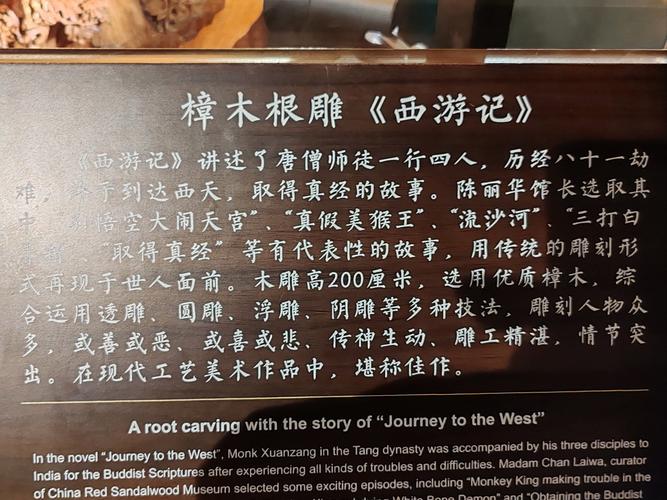 樟木根雕《西游记》
《西游记》讲述了唐僧师徒一行四人，历经八十一劫
难，终于到达西天，取得真经的故事。陈丽华馆长选取其
中“孙悟空大闹天宫”、“真假美猴王”、“流沙河”、“三打白
“取得真经”等有代表性的故事，用传统的雕刻形
式再现于世人面前。木雕高200厘米，选用优质樟木，综
合运用透雕、圆雕、浮雕、阴雕等多种技法，雕刻人物众
多，或善或恶、或喜或悲、传神生动、雕工精湛，情节突
出。在现代工艺美术作品中，堪称佳作。
A root carving with the story of “Journey to the West”
In the novel “Journey to the West”, Monk Xuanzang in the Tang dynasty was accompanied by his three disciples to
India for the Buddist Scriptures after experiencing all kinds of troubles and difficulties. Madam Chan Laiwa, curator
of China Red Sandalwood Museum selected some exciting episodes, including “Monkey King making trouble in the
White Bone Demon” and “Obtaining the Buddist